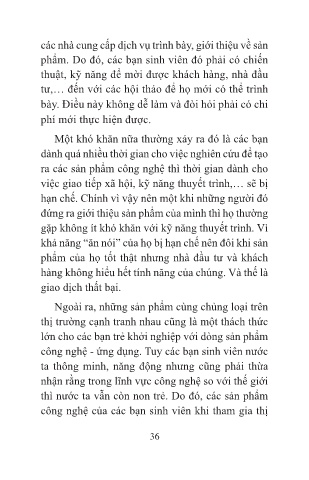 các nhà cung cấp dịch vụ trình bày, giới thiệu về sản
phẩm. Do đó, các bạn sinh viên đó phải có chiến
thuật, kỹ năng để mời được khách hàng, nhà đầu
tư,… đến với các hội thảo để họ mới có thể trình
bày. Điều này không dễ làm và đòi hỏi phải có chi
phí mới thực hiện được.
Một khó khăn nữa thường xảy ra đó là các bạn
dành quá nhiều thời gian cho việc nghiên cứu để tạo
ra các sản phẩm công nghệ thì thời gian dành cho
việc giao tiếp xã hội, kỹ năng thuyết trình,… sẽ bị
hạn chế. Chính vì vậy nên một khi những người đó
đứng ra giới thiệu sản phẩm của mình thì họ thường
gặp không ít khó khăn với kỹ năng thuyết trình. Vì
khả năng “ăn nói” của họ bị hạn chế nên đôi khi sản
phẩm của họ tốt thật nhưng nhà đầu tư và khách
hàng không hiểu hết tính năng của chúng. Và thế là
giao dịch thất bại.
Ngoài ra, những sản phẩm cùng chủng loại trên
thị trường cạnh tranh nhau cũng là một thách thức
lớn cho các bạn trẻ khởi nghiệp với dòng sản phẩm
công nghệ - ứng dụng. Tuy các bạn sinh viên nước
ta thông minh, năng động nhưng cũng phải thừa
nhận rằng trong lĩnh vực công nghệ so với thế giới
thì nước ta vẫn còn non trẻ. Do đó, các sản phẩm
công nghệ của các bạn sinh viên khi tham gia thị
36